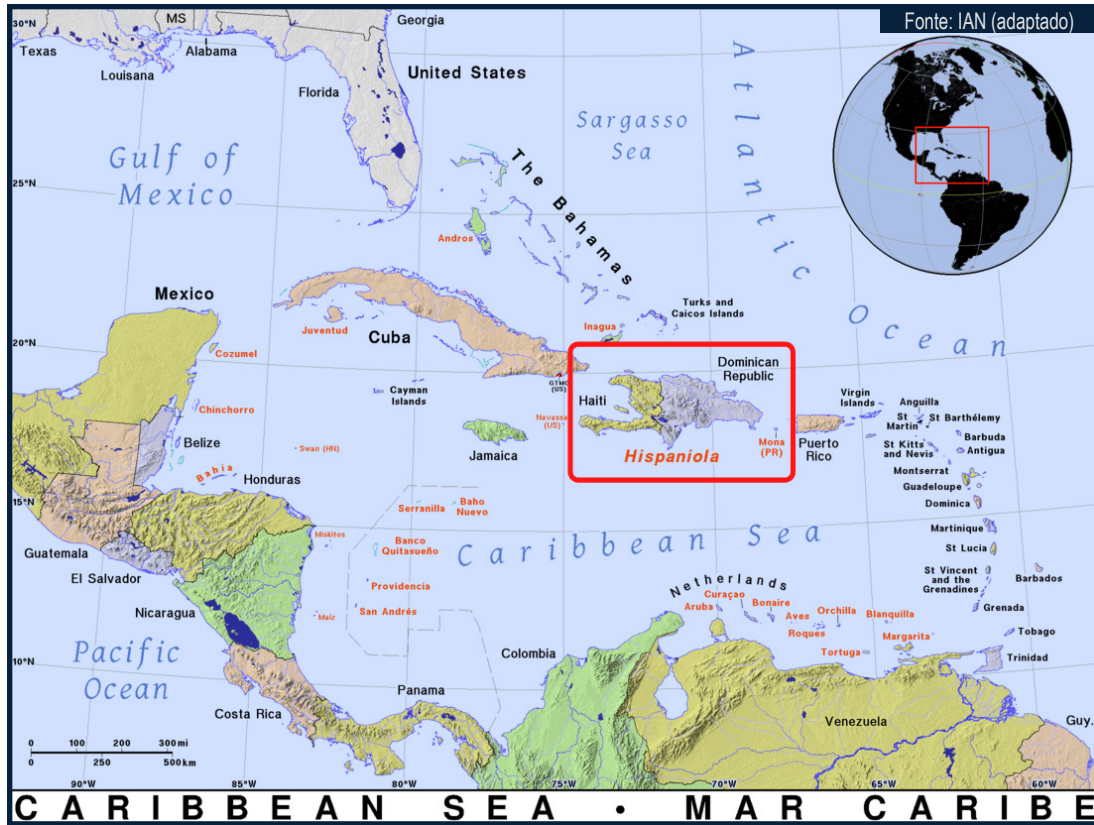 Fonte: IAN (adaptado)
30°N
MS
Georgia
Texas
Alabama
Louisiana
United States
Florida
Atlantic Ocean
Sargasso
Sea
Gulf of
Mexico
25°N
The Bahamas
Andros
Mexico
Turks and
Caicos Islands
Inagua
Juventud
Cuba
20°N
Cozumel
GTMO
(US)
Dominican
Republic
Cayman
Islands
Haiti
Navassa
(US)
Virgin
Islands
Anguilla
St
Martin
St Barthélemy
Chinchorro
Barbuda
St Kitts
and Nevis
Antigua
Belize
Swan (HN)
Jamaica
Hispaniola
Mona
(PR)
Puerto
Rico
Montserrat
Guadeloupe
Bahia
Honduras
Dominica
15°N
Serranilla
Baho
Nuevo
Martinique
Miskitos
Banco
Quitasueño
Caribbean Sea
St Lucia
Guatemala
El Salvador
St Vincent
and the
Grenadines
Barbados
Providencia
Netherlands
Curaçao
Aruba
Bonaire
Nicaragua
Maíz
San Andrés
Aves
Orchilla
Blanquilla
Grenada
Roques
Margarita
Tobago
Pacific
Ocean
10°N
Colombia
Tortuga
Trinidad
Panama
Costa Rica
Venezuela
Guy.
0 100 200 300 mi
0 250 500 km
90°W
85°W
80°W
75°W
70°W
65°W
60°W
CARIBBEAN SEA • MAR CARIBE